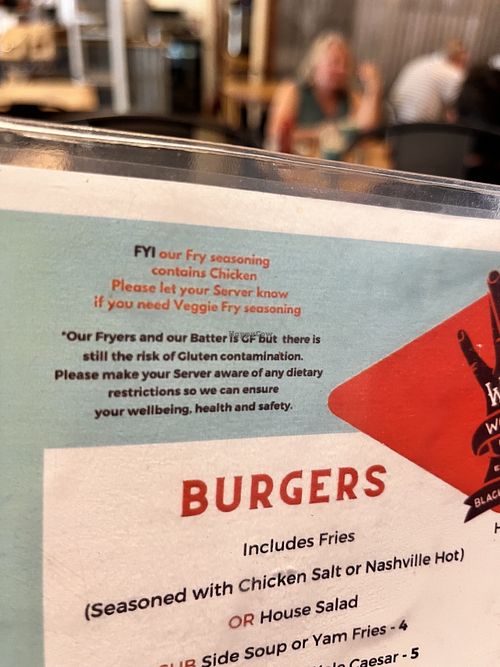 FYI our Fry seasoning
contains Chicken
Please let your Server know
if you need Veggie Fry seasoning
*Our Fryers and our Batter is GF but there is
still the risk of Gluten contamination.
Please make your Server aware of any dietary
restrictions so we can ensure
your wellbeing, health and safety.
BURGERS
Includes Fries
(Seasoned with Chicken Salt or Nashville Hot)
OR House Salad
SUB Side Soup or Yam Fries - 4
Caesar - 5